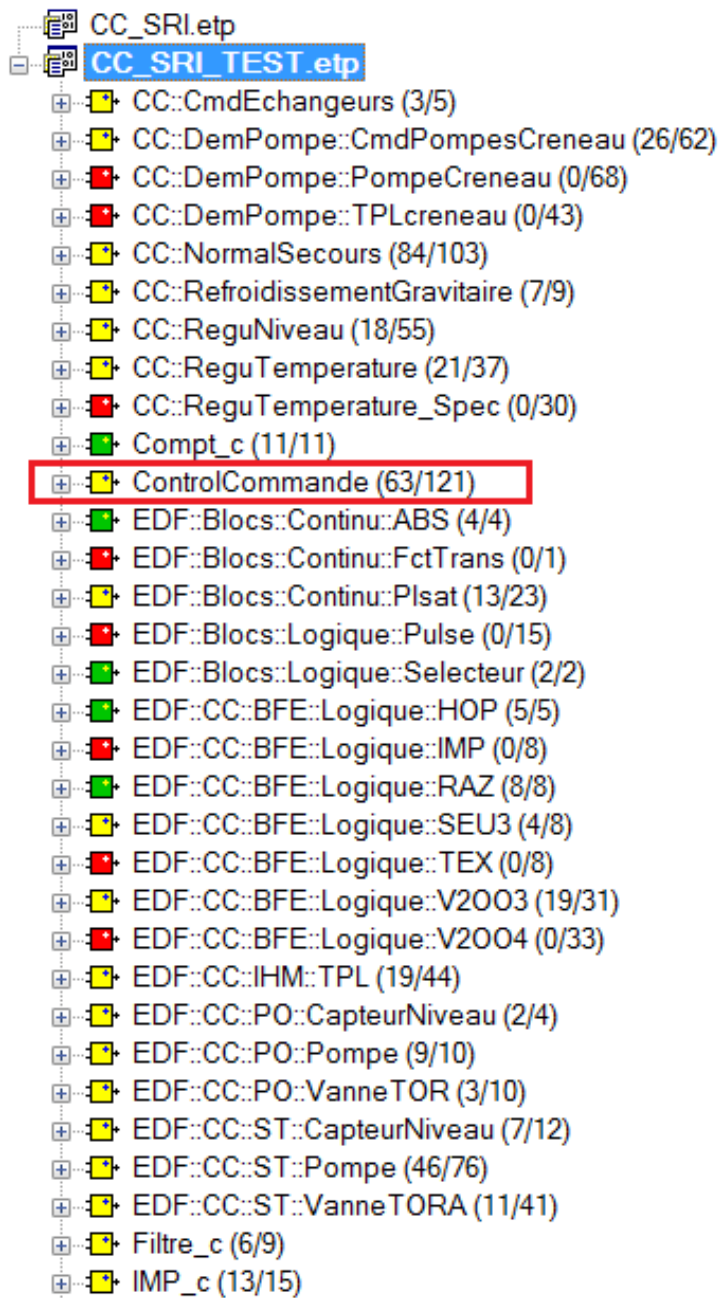 CC_SRI.etp
CC_SRI_TEST.etp
CC::CmdEchangeurs (3/5)
CC::DemPompe::CmdPompesCreneau (26/62)
CC::DemPompe::PompeCreneau (0/68)
CC::DemPompe::TPLcreneau (0/43)
CC::NormalSecours (84/103)
CC::RefroidissementGravitaire (7/9)
CC::ReguNiveau (18/55)
CC::ReguTemperature (21/37)
CC::ReguTemperature_Spec (0/30)
Compt_c (11/11)
ControlCommande (63/121)
EDF::Blocs::Continu::ABS (4/4)
EDF::Blocs::Continu::FctTrans (0/1)
EDF::Blocs::Continu::PIsat (13/23)
EDF::Blocs::Logique::Pulse (0/15)
EDF::Blocs::Logique::Selecteur (2/2)
EDF::CC::BFE::Logique::HOP (5/5)
EDF::CC::BFE::Logique::IMP (0/8)
EDF::CC::BFE::Logique::RAZ (8/8)
EDF::CC::BFE::Logique::SEU3 (4/8)
EDF::CC::BFE::Logique::TEX (0/8)
EDF::CC::BFE::Logique::V2OO3 (19/31)
EDF::CC::BFE::Logique::V2OO4 (0/33)
EDF::CC::IHM::TPL (19/44)
EDF::CC::PO::CapteurNiveau (2/4)
EDF::CC::PO::Pompe (9/10)
EDF::CC::PO::VanneTOR (3/10)
EDF::CC::ST::CapteurNiveau (7/12)
EDF::CC::ST::Pompe (46/76)
EDF::CC::ST::VanneTORA (11/41)
Filtre_c (6/9)
IMP_c (13/15)